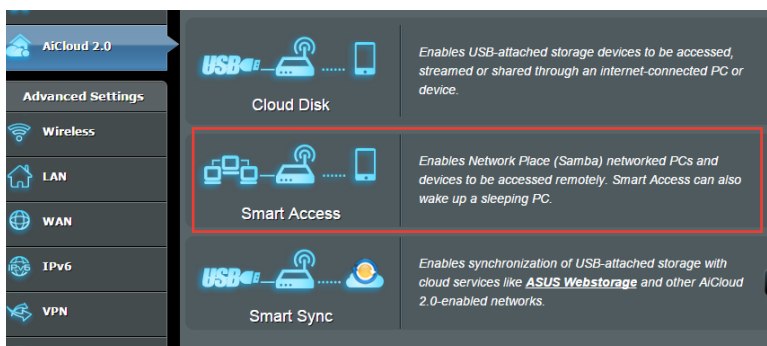 AiCloud 2.0
Advanced Settings
Wireless
LAN
WAN
IPv6
IPv6
VPN
USB
Cloud Disk
Enables USB-attached storage devices to be accessed,
streamed or shared through an internet-connected PC or
device.
Smart Access
Enables Network Place (Samba) networked PCs and
devices to be accessed remotely. Smart Access can also
wake up a sleeping PC.
USB
Smart Sync
Enables synchronization of USB-attached storage with
cloud services like ASUS Webstorage and other AiCloud
2.0-enabled networks.